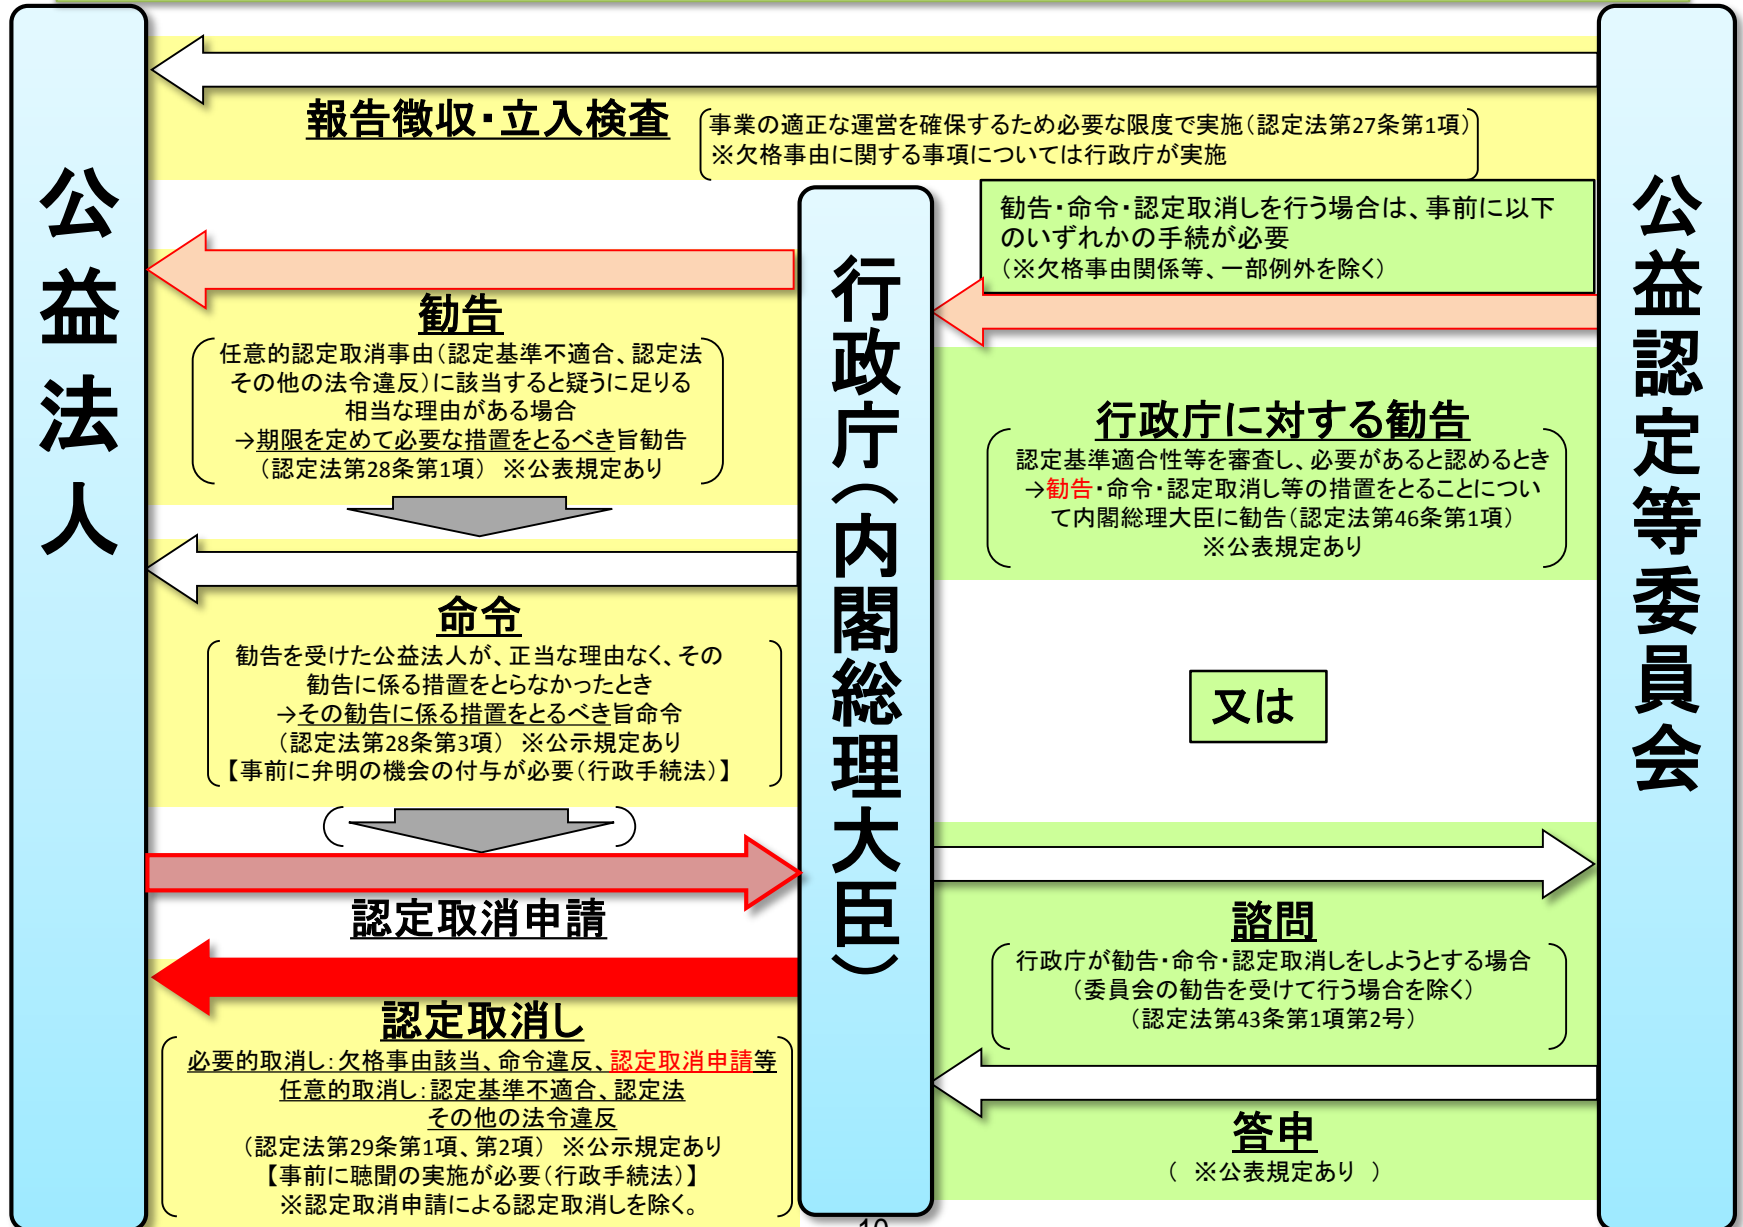 公益法人
報告徴収・立入検査
事業の適正な運営を確保するため必要な限度で実施（認定法第27条第1項）
※欠格事由に関する事項については行政庁が実施
勧告
任意的認定取消事由（認定基準不適合、認定法
その他の法令違反）に該当すると疑うに足りる
相当な理由がある場合
→期限を定めて必要な措置をとるべき旨勧告
（認定法第28条第1項） ※公表規定あり
命令
勧告を受けた公益法人が、正当な理由なく、その
勧告に係る措置をとらなかったとき
→その勧告に係る措置をとるべき旨命令
（認定法第28条第3項） ※公示規定あり
【事前に弁明の機会の付与が必要（行政手続法）】
認定取消申請
認定取消し
必要的取消し：欠格事由該当、命令違反、認定取消申請等
任意的取消し：認定基準不適合、認定法
その他の法令違反
（認定法第29条第1項、第2項） ※公示規定あり
【事前に聴聞の実施が必要（行政手続法）】
※認定取消申請による認定取消しを除く。
行政庁（内閣総理大臣）
勧告・命令・認定取消しを行う場合は、事前に以下
のいずれかの手続が必要
（※欠格事由関係等、一部例外を除く）
行政庁に対する勧告
認定基準適合性等を審査し、必要があると認めるとき
→勧告・命令・認定取消し等の措置をとることについ
て内閣総理大臣に勧告（認定法第46条第1項）
※公表規定あり
又は
諮問
行政庁が勧告・命令・認定取消しをしようとする場合
（委員会の勧告を受けて行う場合を除く）
（認定法第43条第1項第2号）
答申
（ ※公表規定あり ）
公益認定等委員会